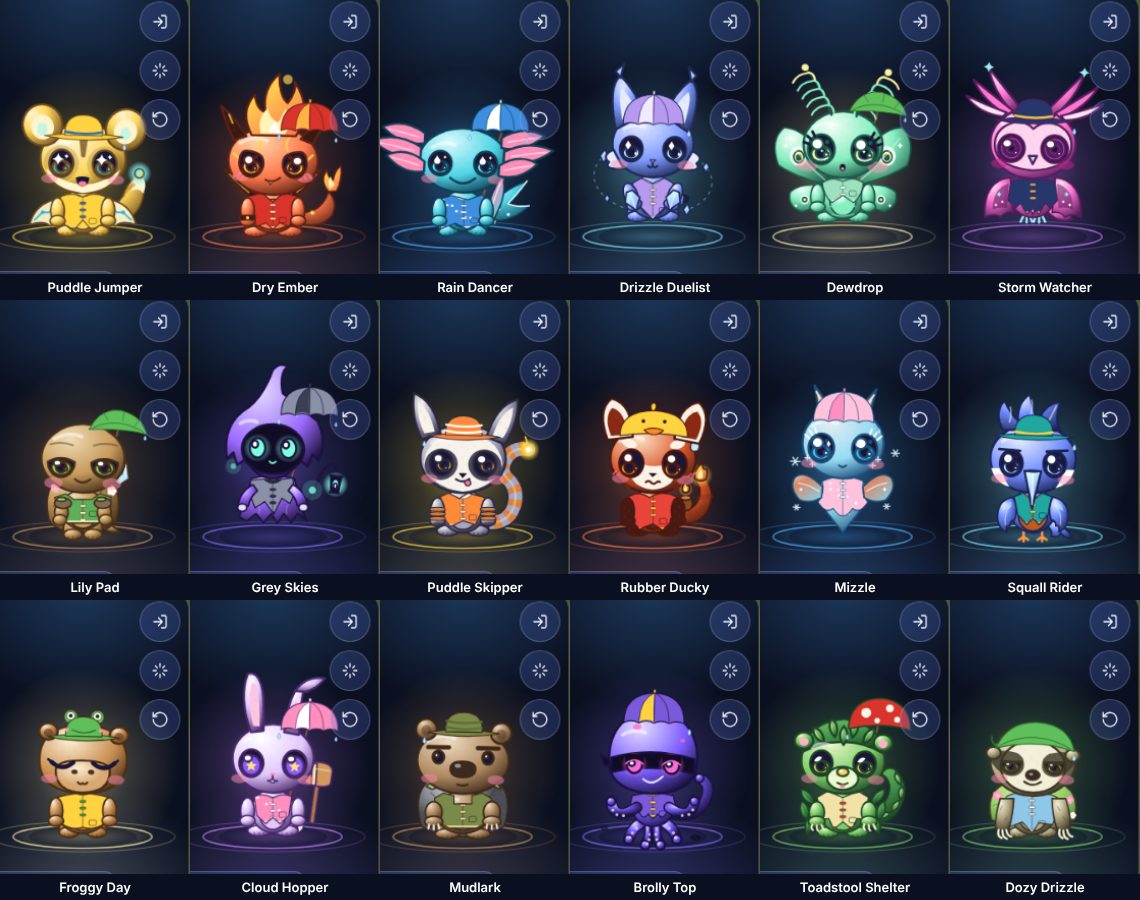 Puddle Jumper
Dry Ember
Rain Dancer
Drizzle Duelist
Dewdrop
Storm Watcher
Lily Pad
Grey Skies
Puddle Skipper
Rubber Ducky
Mizzle
Squall Rider
Froggy Day
Cloud Hopper
Mudlark
Brolly Top
Toadstool Shelter
Dozy Drizzle